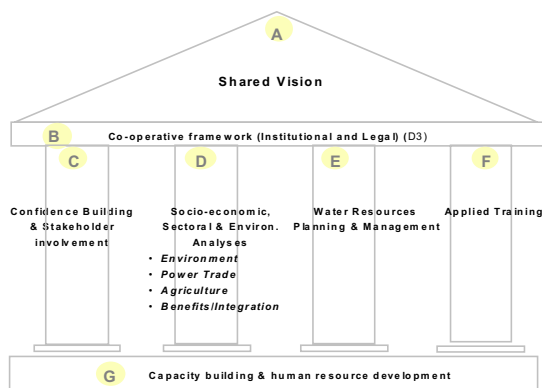 A
Shared Vision
B Co-operative framework (Institutional and Legal) (D3)
C D E F
Confidence Building
& Stakeholder
involvement
Socio-economic,
Sectoral & Environ.
Analyses
• Environment
• Power Trade
• Agriculture
• Benefits/Integration
Water Resources
Planning & Management
Applied Training
G Capacity building & human resource development